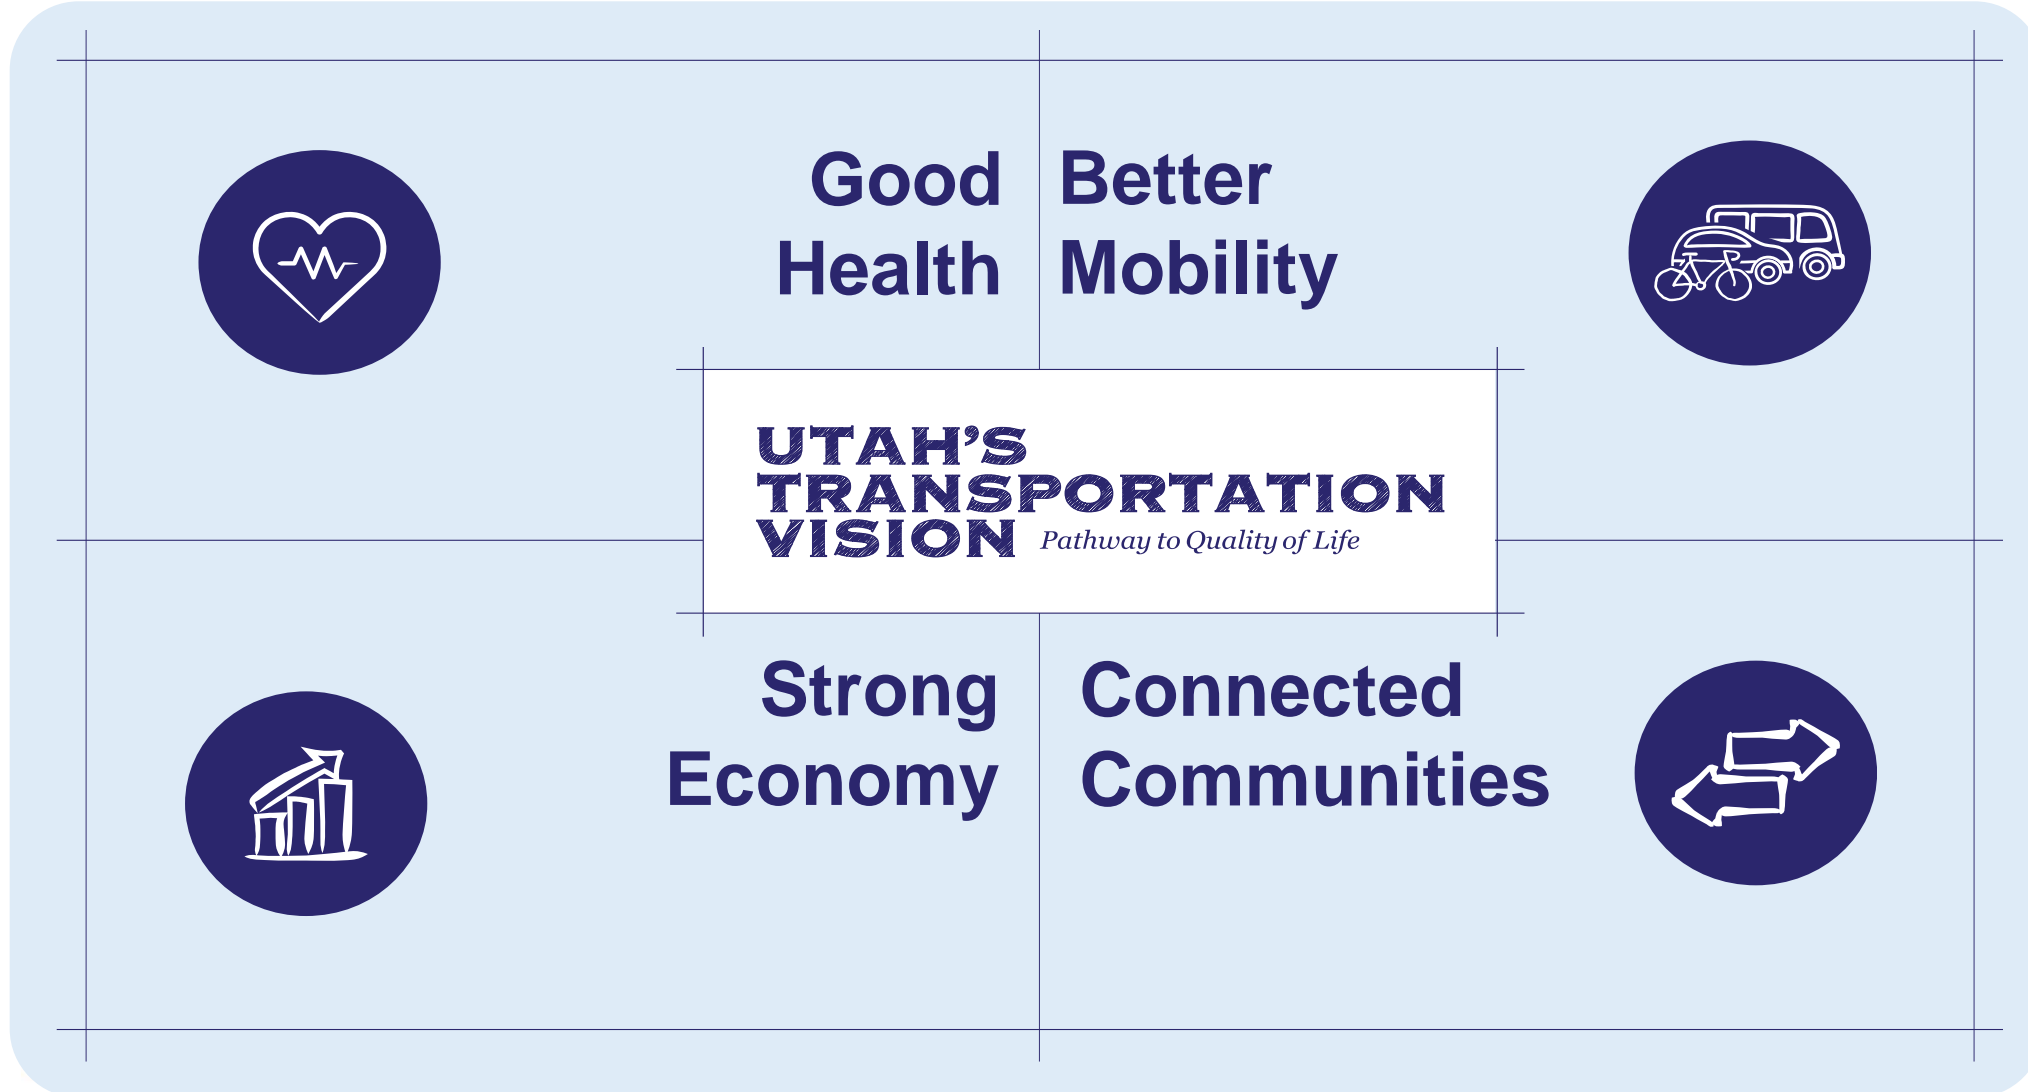 Good
Health
Better
Mobility
UTAH'S
TRANSPORTATION
VISION Pathway to Quality of Life
Strong
Economy
Connected
Communities